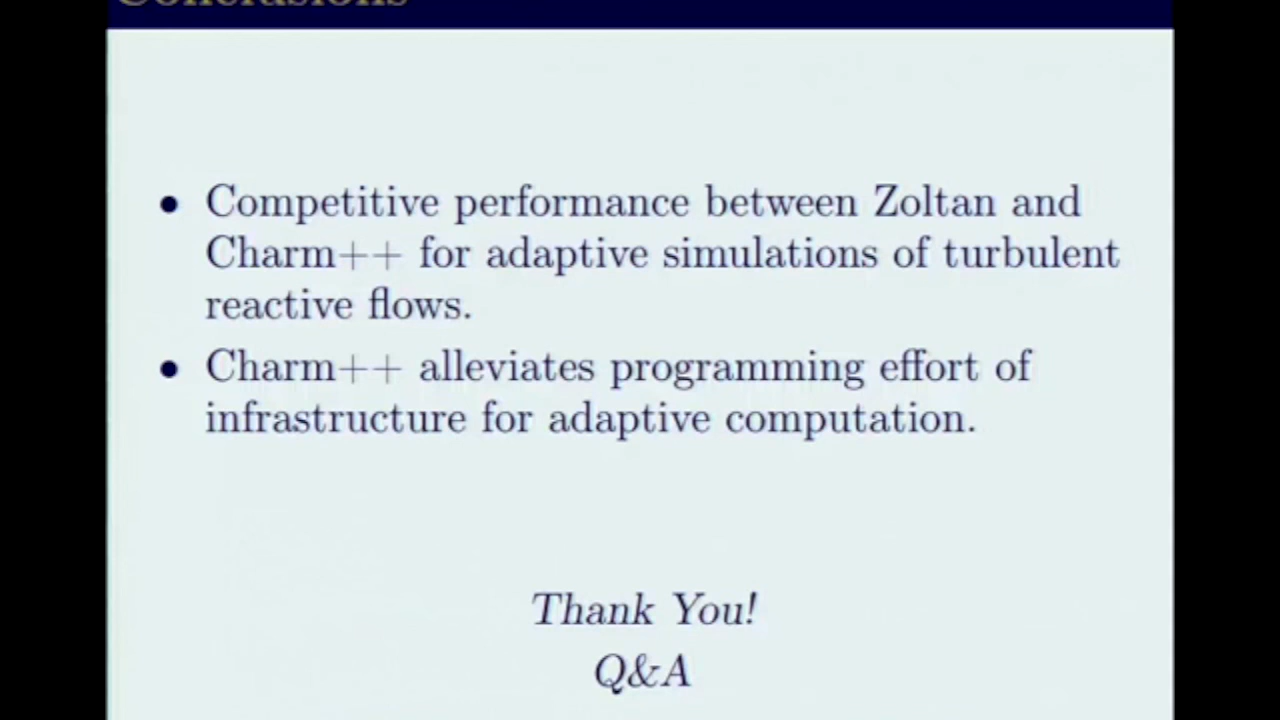 Conclusions
• Competitive performance between Zoltan and
Charm++ for adaptive simulations of turbulent
reactive flows.
• Charm++ alleviates programming effort of
infrastructure for adaptive computation.
Thank You!
Q&A